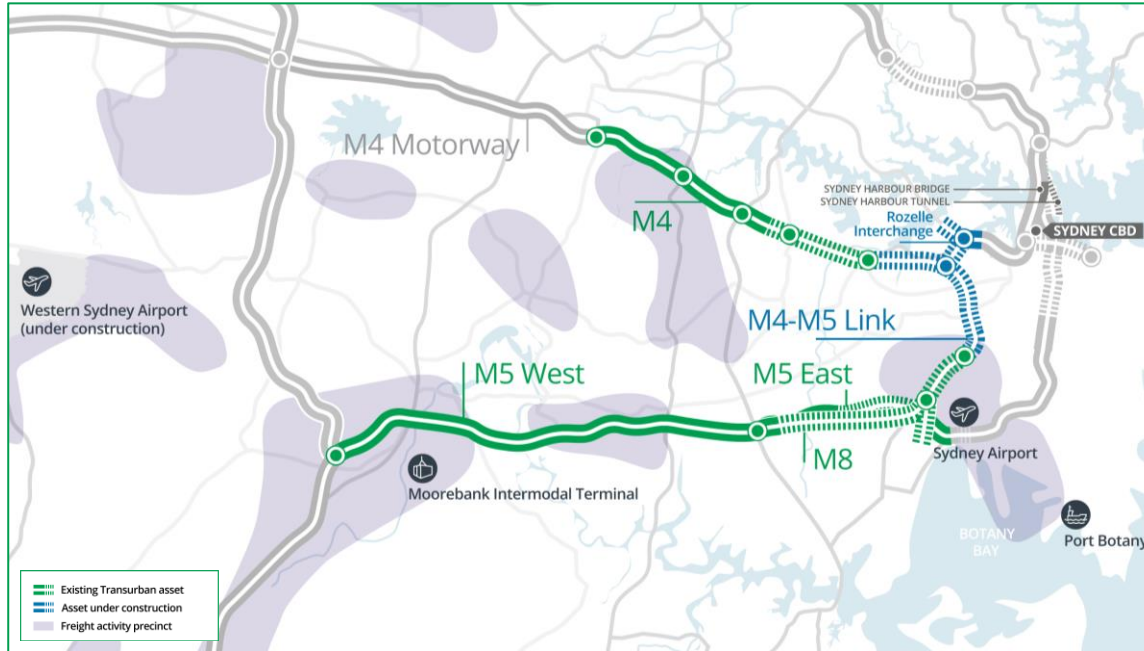 M4 Motorway
SYDNEY HARBOUR BRIDGE
SYDNEY HARBOUR TUNNEL
M4
Rozelle
Interchange
SYDNEY CBD
Western Sydney Airport
(under construction)
M4-M5 Link
M5 West
M5 East
M8
Sydney Airport
Moorebank Intermodal Terminal
BOTANY
BAY
Port Botany
Existing Transurban asset
Asset under construction
Freight activity precinct